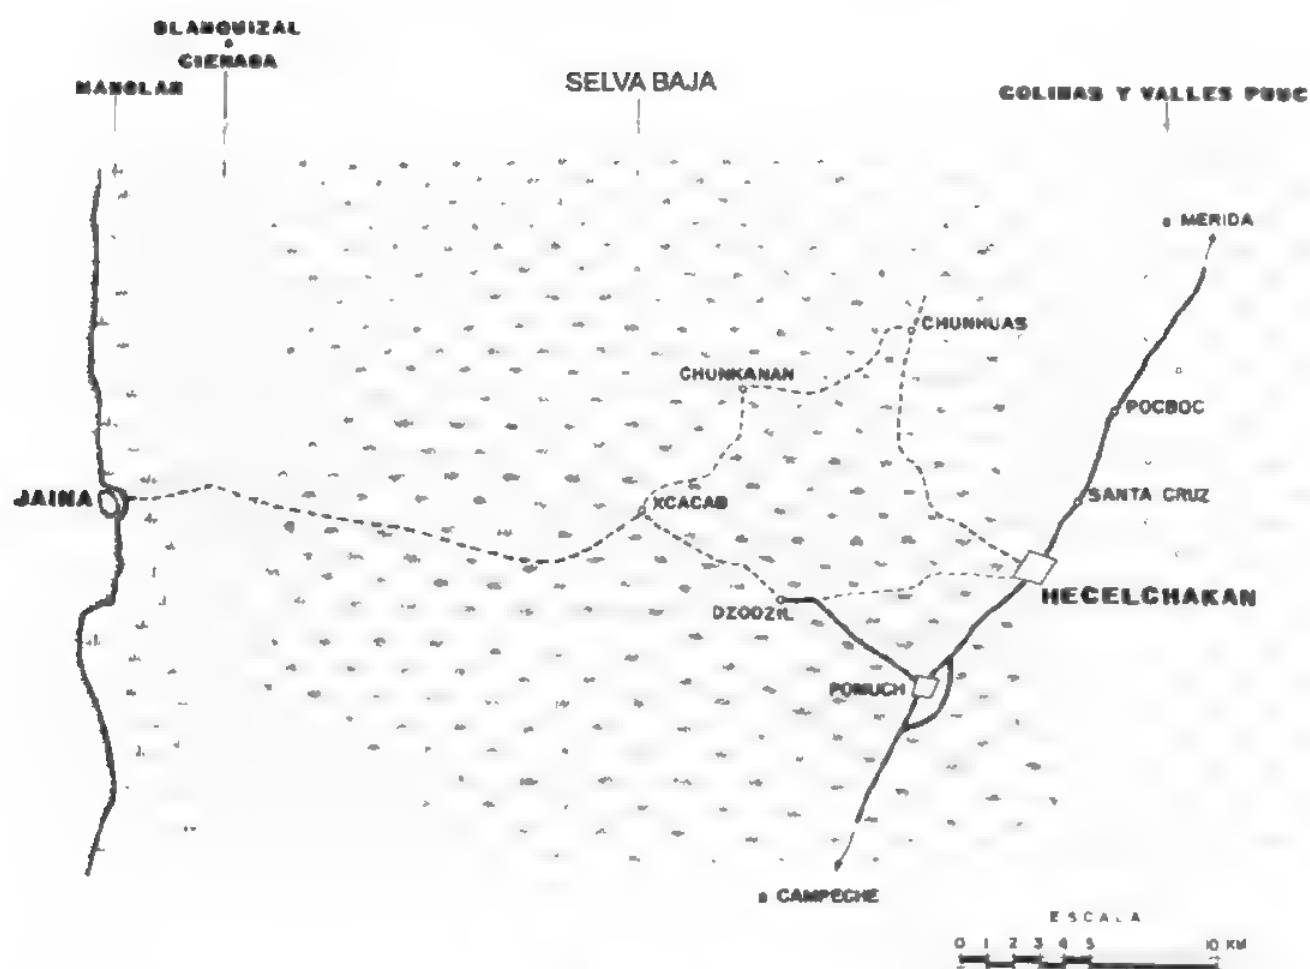 BLANQUIZAL
o
CIENAGA
MANGLAR
SELVA BAJA
COLINAS Y VALLES PUUC
a MERIDA
CHUNHUAS
CHUNKANAN
POCBOC
JAINA
XCACAB
SANTA CRUZ
HECELCHAKAN
DZODZIL
POMUCH
a CAMPECHE
ESCALA
0 1 2 3 4 5 10 KM